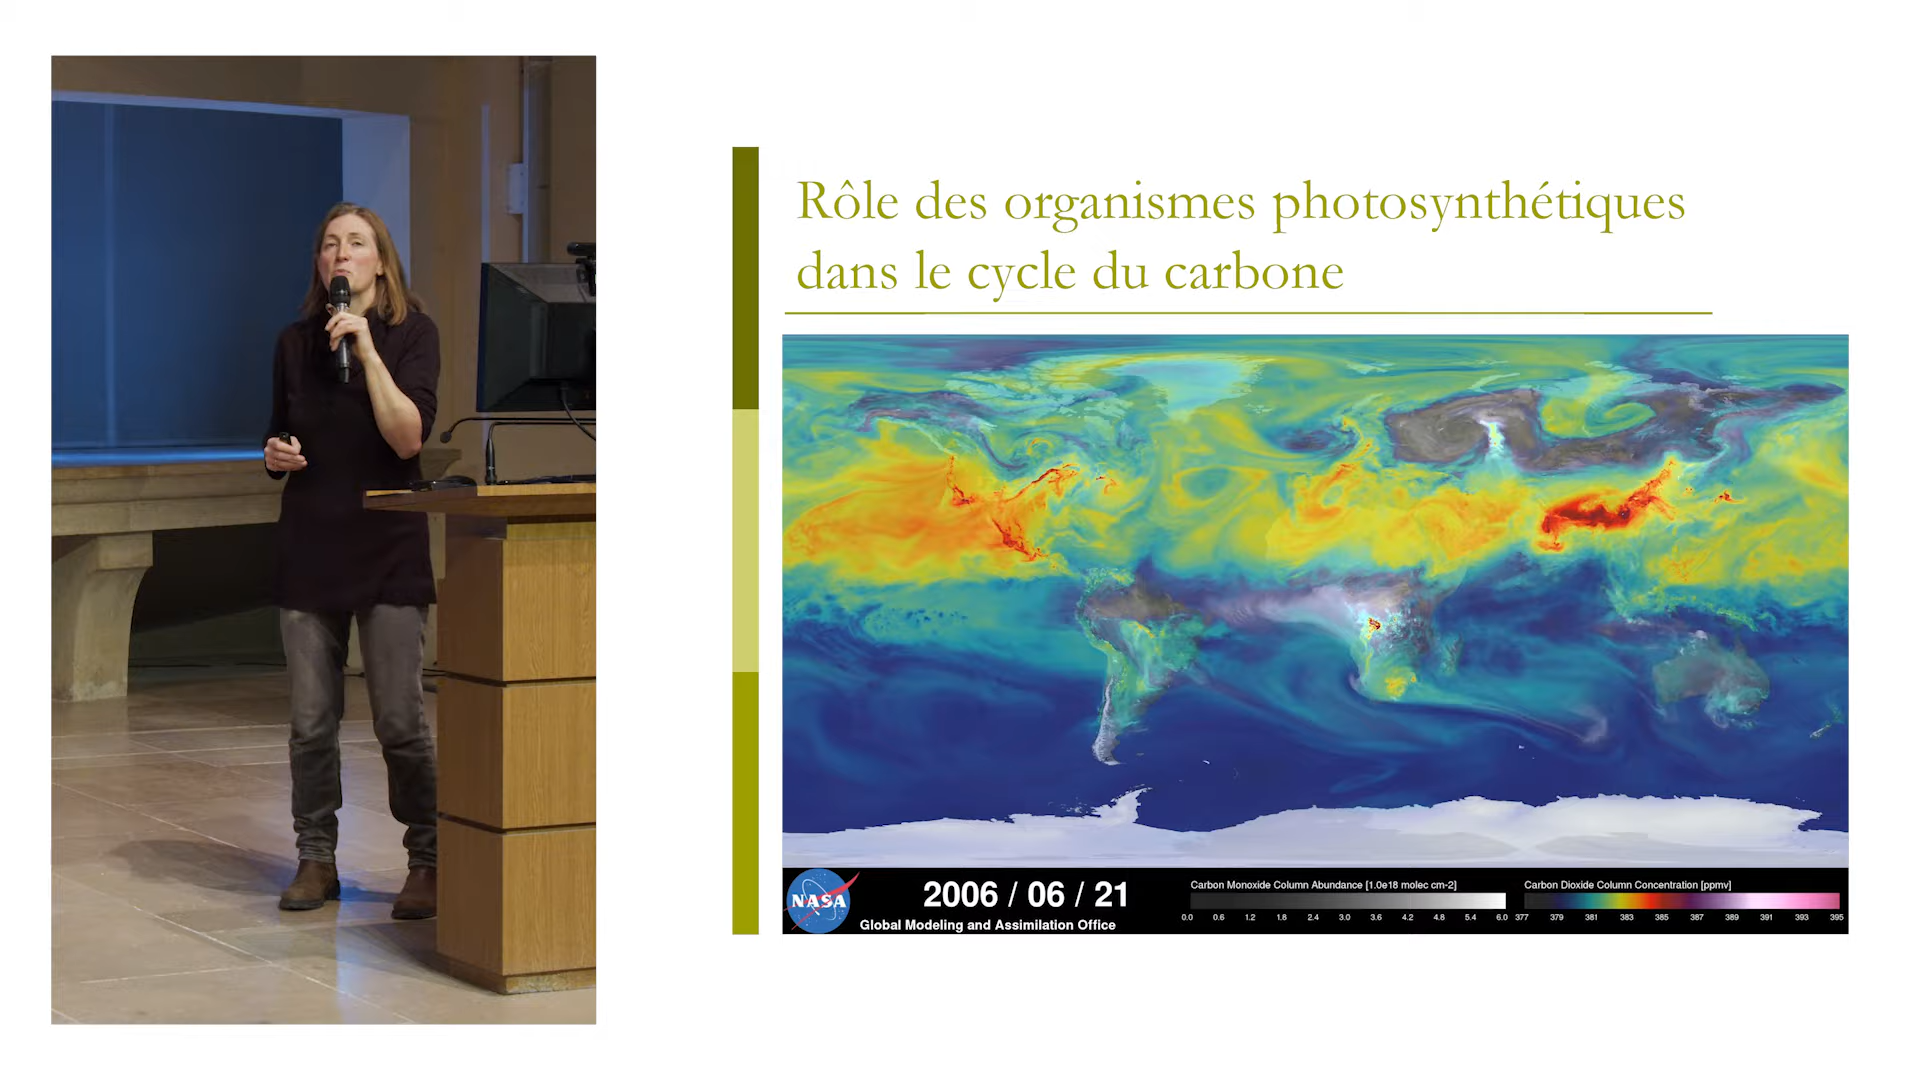 Rôle des organismes photosynthétiques
dans le cycle du carbone
NASA
2006 / 06 / 21
Global Modeling and Assimilation Office
Carbon Monoxide Column Abundance [1.0e18 molec cm-2]
0.0 0.6 1.2 1.8 2.4 3.0 3.6 4.2 4.8 5.4 6.0
Carbon Dioxide Column Concentration [ppmv]
377 379 381 383 385 387 389 391 393 395